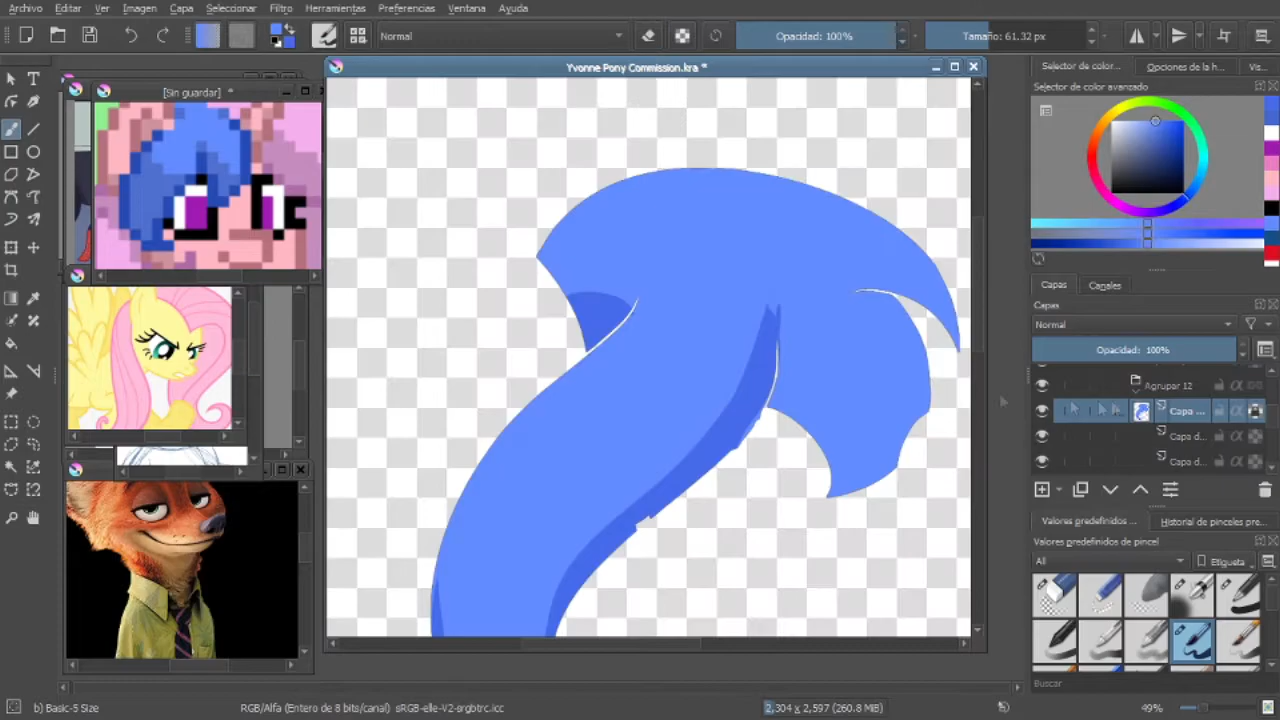 Archivo Editar Ver Imagen Capa Seleccionar Filtro Herramientas Preferencias Ventana Ayuda
Normal
Opacidad: 100%
Tamaño: 61.32 px
Yvonne Pony Commission.kra *
[Sin guardar] *
Selector de color...
Opciones de la h...
Vis...
Selector de color avanzado
Capas
Canales
Capas
Normal
Opacidad: 100%
Agrupar 12
Capa ...
Capa d...
Capa d...
Valores predefinidos ...
Historial de pinceles pre...
Valores predefinidos de pincel
All
Etiqueta
Buscar
b) Basic-5 Size
RGB/Alfa (Entero de 8 bits/canal) sRGB-elle-V2-srgbtrc.icc
2,304 x 2,597 (260.8 MiB)
49%